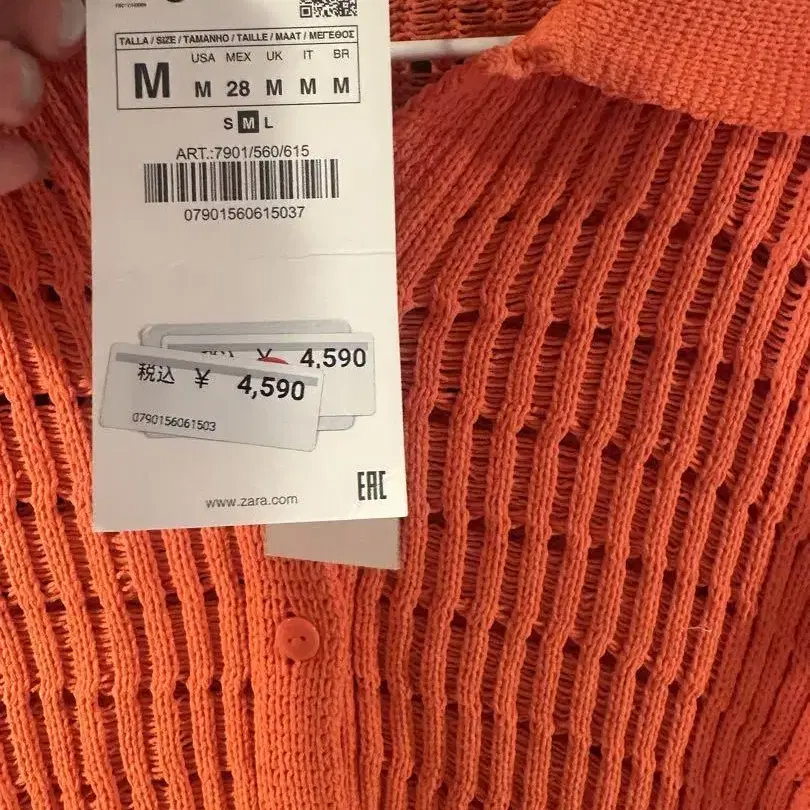 TALLA / SIZE / TAMANHO / TAILLE / MAAT / ΜΕΓΕΘΟΣ
USA MEX UK IT BR
M M 28 M M M
S M L
ART.:7901/560/615
07901560615037
4,590
税込 ¥ 4,590
0790156061503
www.zara.com
EAC